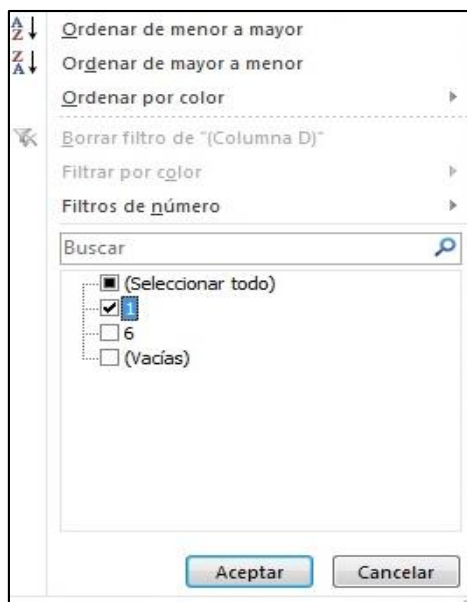 Ordenar de menor a mayor
Ordenar de mayor a menor
Ordenar por color
Borrar filtro de "(Columna D)"
Filtrar por color
Filtros de número
Buscar
(Seleccionar todo)
1
6
(Vacías)
Aceptar Cancelar